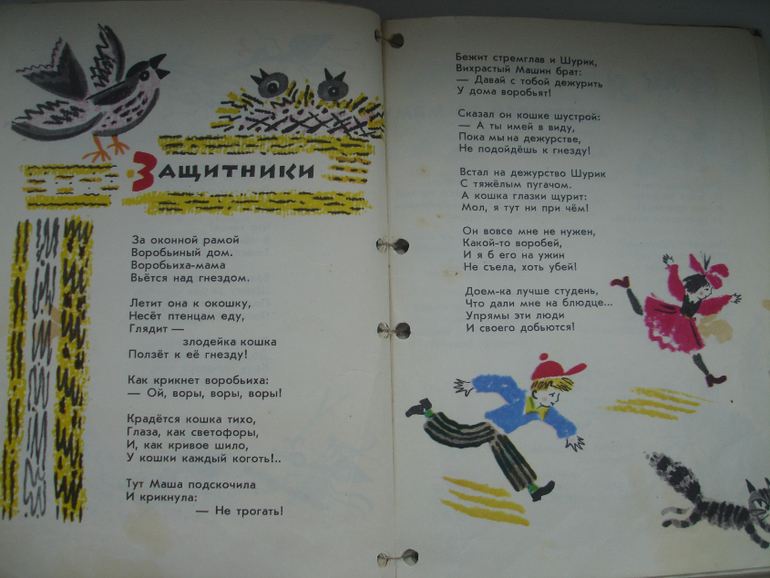 Защитники
За оконной рамой
Воробьиный дом.
Воробьиха-мама
Вьётся над гнездом.
Летит она к окошку,
Несёт птенцам еду,
Глядит —
злодейка кошка
Ползёт к её гнезду!
Как крикнет воробьиха:
— Ой, воры, воры, воры!
Крадётся кошка тихо,
Глаза, как светофоры,
И, как кривое шило,
У кошки каждый коготь!..
Тут Маша подскочила
И крикнула:
— Не трогать!
Бежит стремглав и Шурик,
Вихрастый Машин брат:
— Давай с тобой дежурить
У дома воробьят!
Сказал он кошке шустрой:
— А ты имей в виду,
Пока мы на дежурстве,
Не подойдёшь к гнезду!
Встал на дежурство Шурик
С тяжёлым пугачом.
А кошка глазки щурит:
Мол, я тут ни при чём!
Он вовсе мне не нужен,
Какой-то воробей,
И я б его на ужин
Не съела, хоть убей!
Доем-ка лучше студень,
Что дали мне на блюдце...
Упрямы эти люди
И своего добьются!